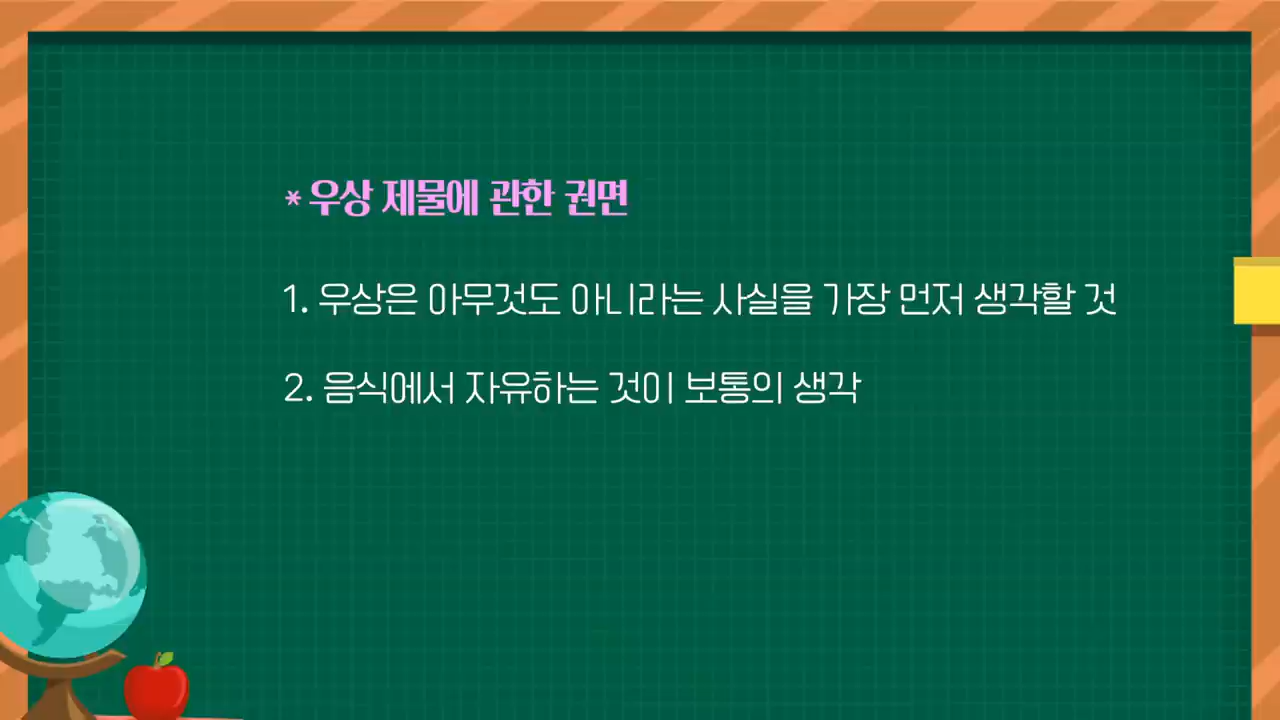 * 우상 제물에 관한 권면
1. 우상은 아무것도 아니라는 사실을 가장 먼저 생각할 것
2. 음식에서 자유하는 것이 보통의 생각